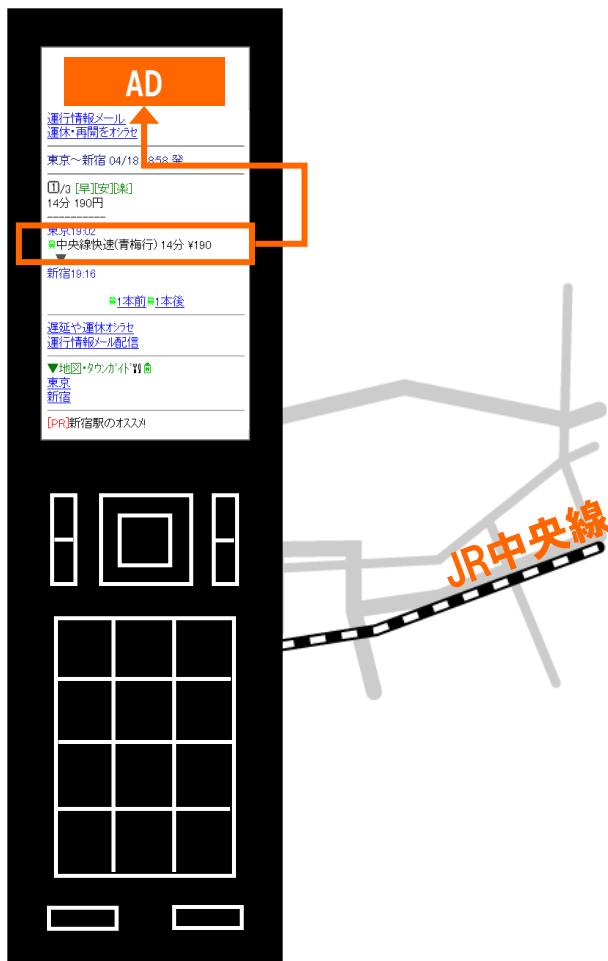 AD
運行情報メール
運休・再開をオシラセ
東京〜新宿 04/18 18:58 発
1/3 [早][安][楽]
14分 190円
----------
東京19:02
中央線快速(青梅行) 14分 ¥190
▼
新宿19:16
1本前 1本後
遅延や運休オシラセ
運行情報メール配信
▼地図・タウンガイド
東京
新宿
[PR]新宿駅のオススメ!
JR中央線